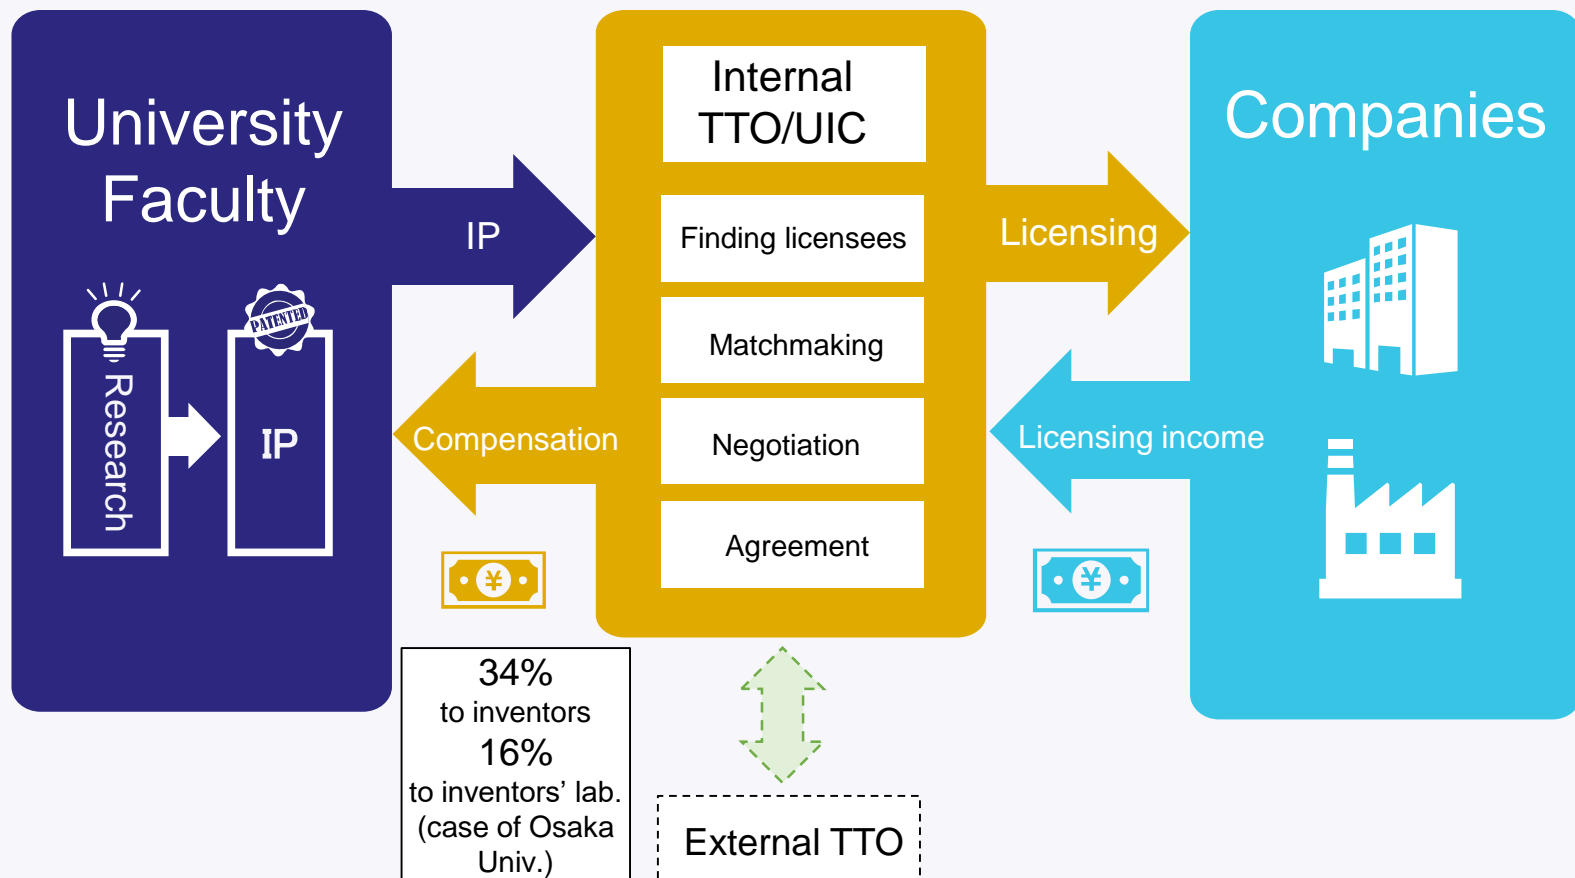 University
Faculty
Research
PATENTED
IP
IP
Compensation
¥
34%
to inventors
16%
to inventors’ lab.
(case of Osaka
Univ.)
Internal
TTO/UIC
Finding licensees
Matchmaking
Negotiation
Agreement
External TTO
Licensing
Licensing income
¥
Companies